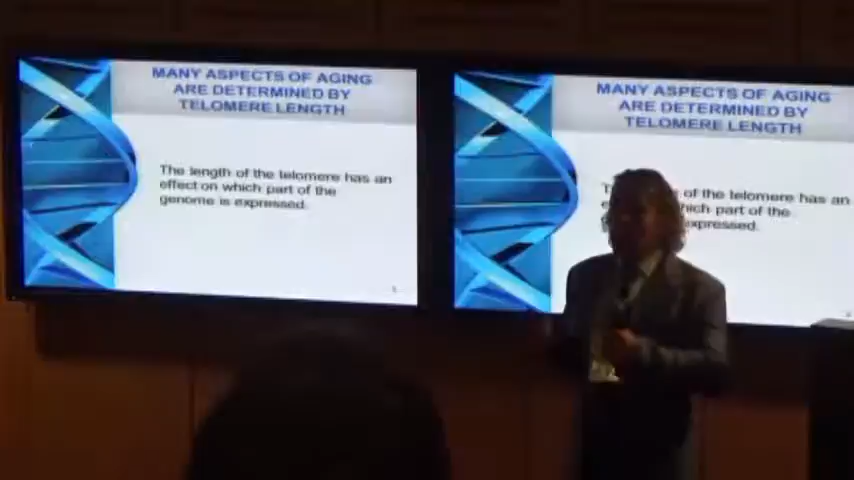 MANY ASPECTS OF AGING
ARE DETERMINED BY
TELOMERE LENGTH
The length of the telomere has an
effect on which part of the
genome is expressed.
MANY ASPECTS OF AGING
ARE DETERMINED BY
TELOMERE LENGTH
of the telomere has an
hich part of the
expressed.